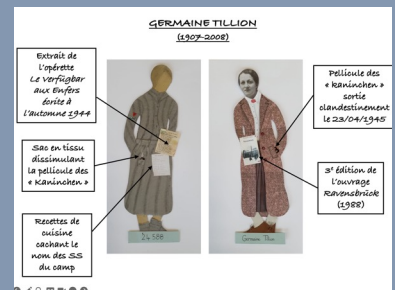 GERMAINE TILLION
(1907-2008)
Extrait de
l'opérette
Le Verfügbar
aux Enfers
écrite à
l'automne 1944
Sac en tissu
dissimulant
la pellicule des
« Kaninchen »
Recettes de
cuisine
cachant le
nom des SS
du camp
Pellicule des
« Kaninchen »
sortie
clandestinement
le 23/04/1945
3e édition de
l'ouvrage
Ravensbrück
(1988)
Germaine Tillion